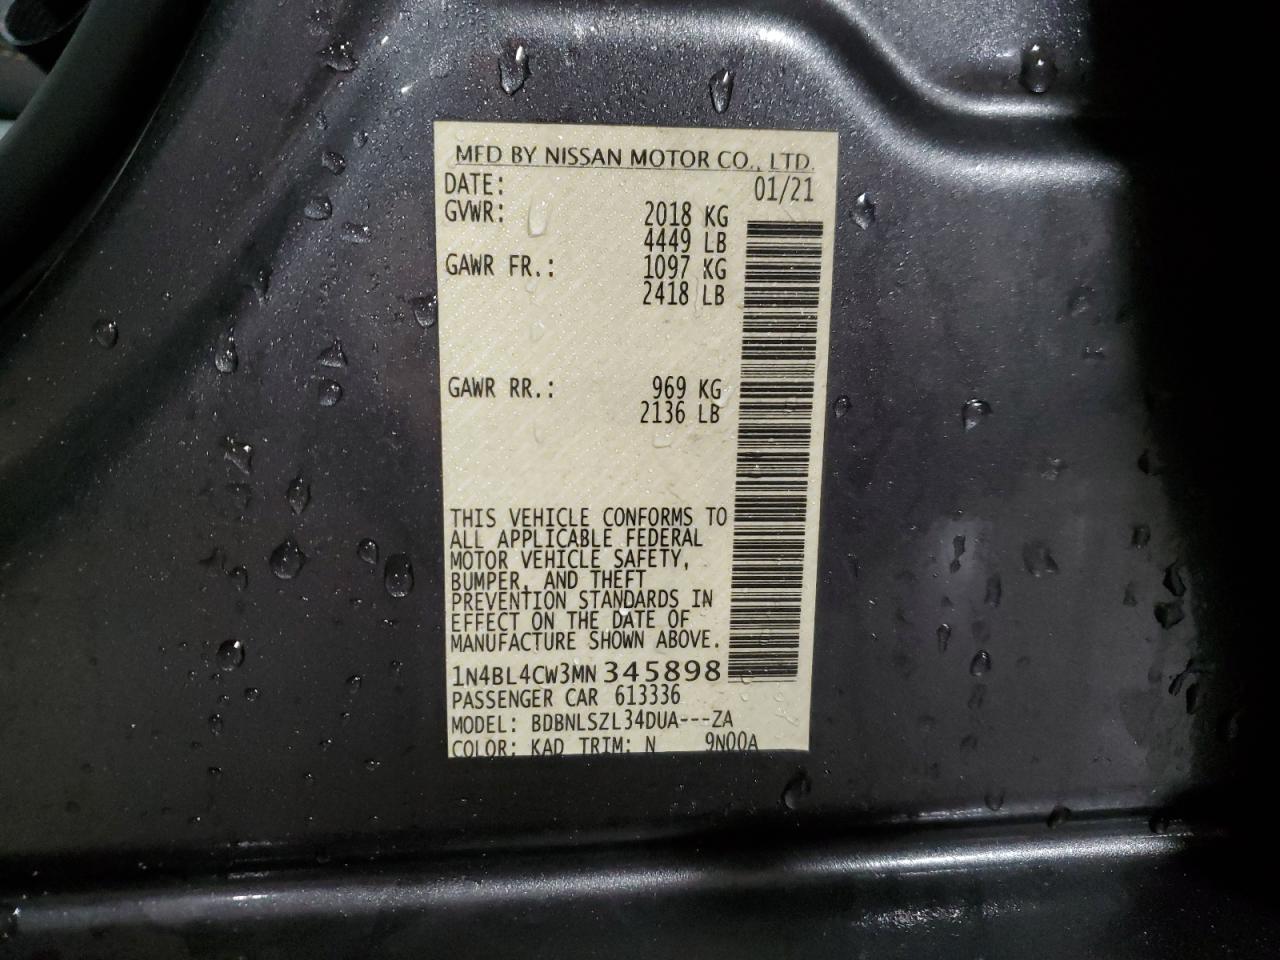 MFD BY NISSAN MOTOR CO., LTD.
DATE: 01/21
GVWR: 2018 KG
4449 LB
GAWR FR.: 1097 KG
2418 LB
GAWR RR.: 969 KG
2136 LB
THIS VEHICLE CONFORMS TO
ALL APPLICABLE FEDERAL
MOTOR VEHICLE SAFETY,
BUMPER, AND THEFT
PREVENTION STANDARDS IN
EFFECT ON THE DATE OF
MANUFACTURE SHOWN ABOVE.
1N4BL4CW3MN345898
PASSENGER CAR 613336
MODEL: BDBNLSZL34DUA---ZA
COLOR: KAD TRIM: N 9N00A